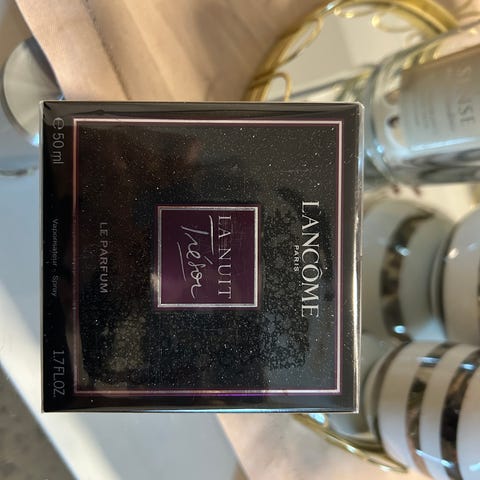 LANCÔME
PARIS
LA NUIT
Trésor
LE PARFUM
Vaporisateur - Spray
e 50 ml
1.7 FL.OZ.